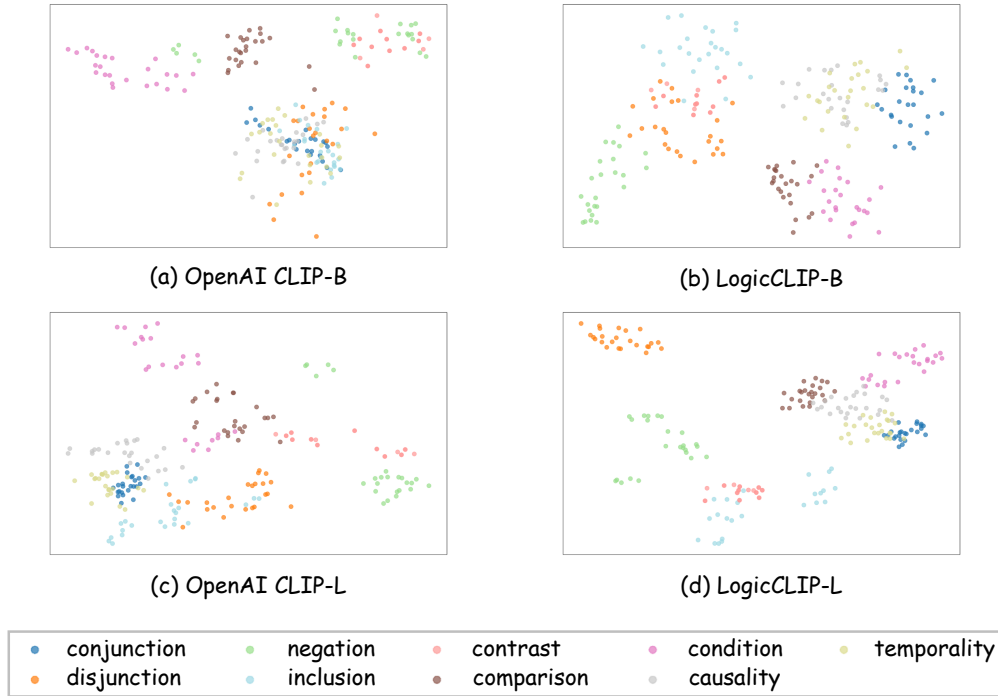 (a) OpenAI CLIP-B
(b) LogicCLIP-B
(c) OpenAI CLIP-L
(d) LogicCLIP-L
conjunction negation contrast condition temporality
disjunction inclusion comparison causality